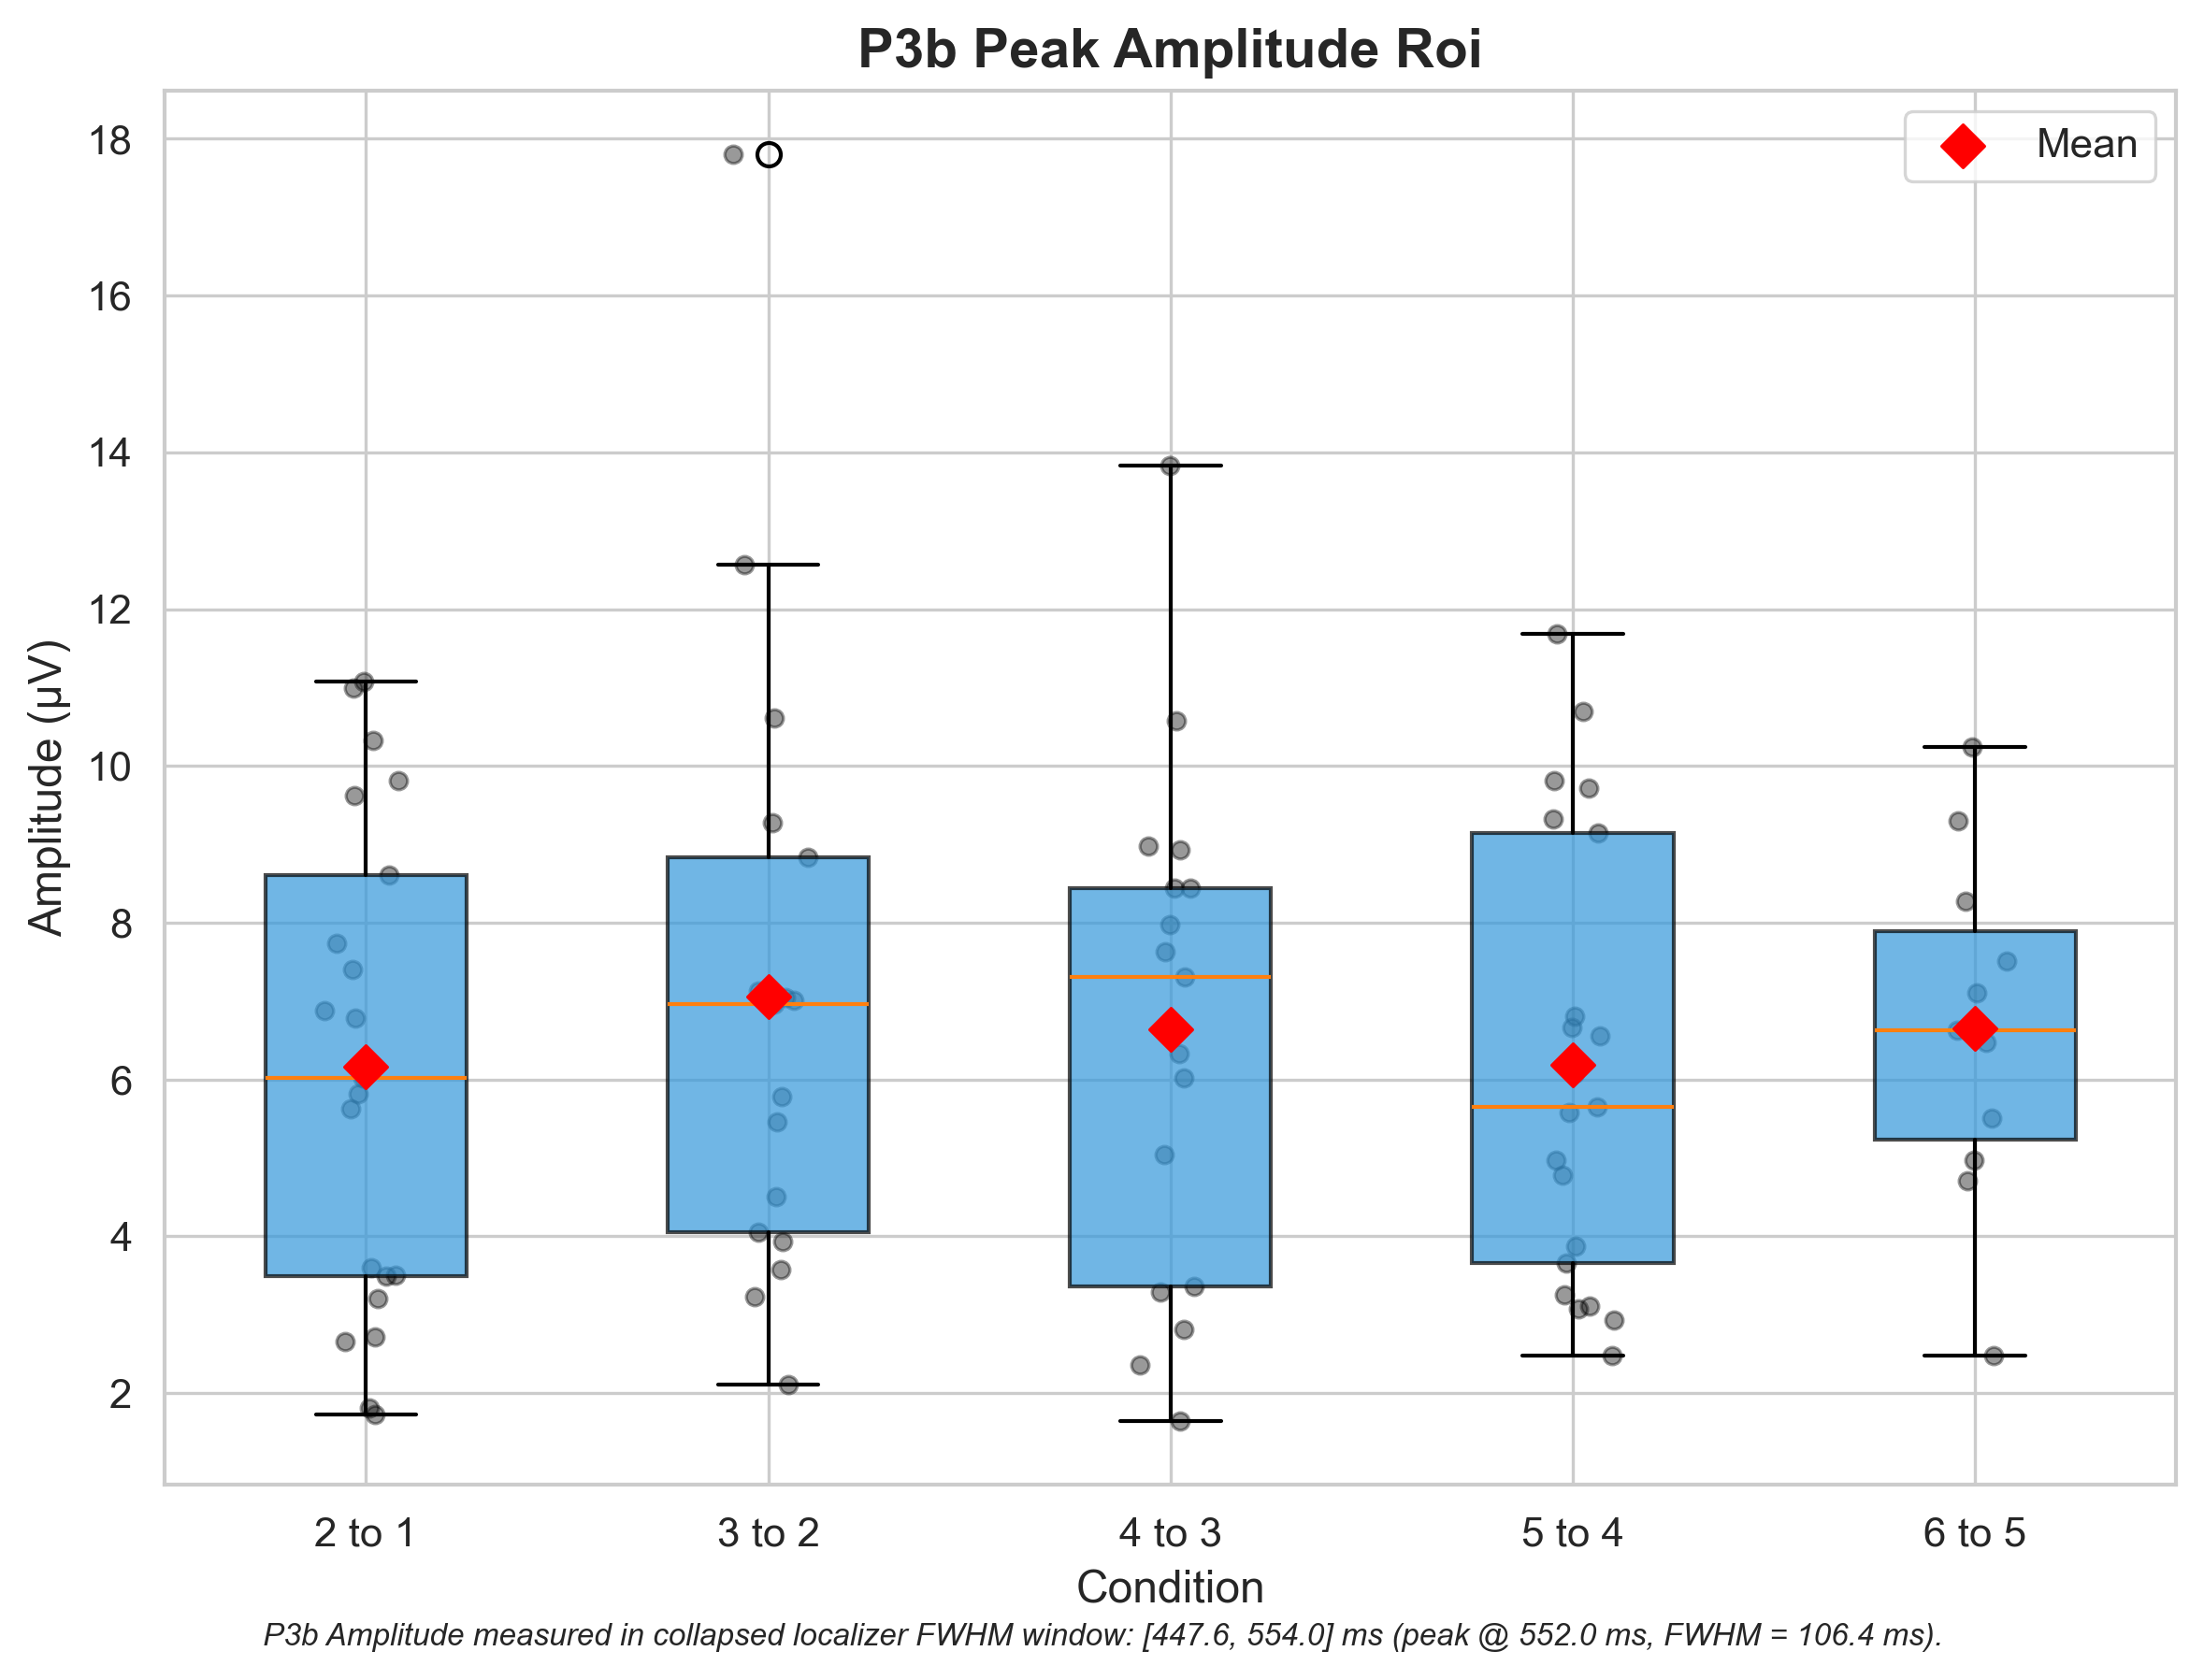 P3b Peak Amplitude Roi
Mean
18
16
14
12
10
8
6
4
2
Amplitude (µV)
2 to 1
3 to 2
4 to 3
5 to 4
6 to 5
Condition
P3b Amplitude measured in collapsed localizer FWHM window: [447.6, 554.0] ms (peak @ 552.0 ms, FWHM = 106.4 ms).